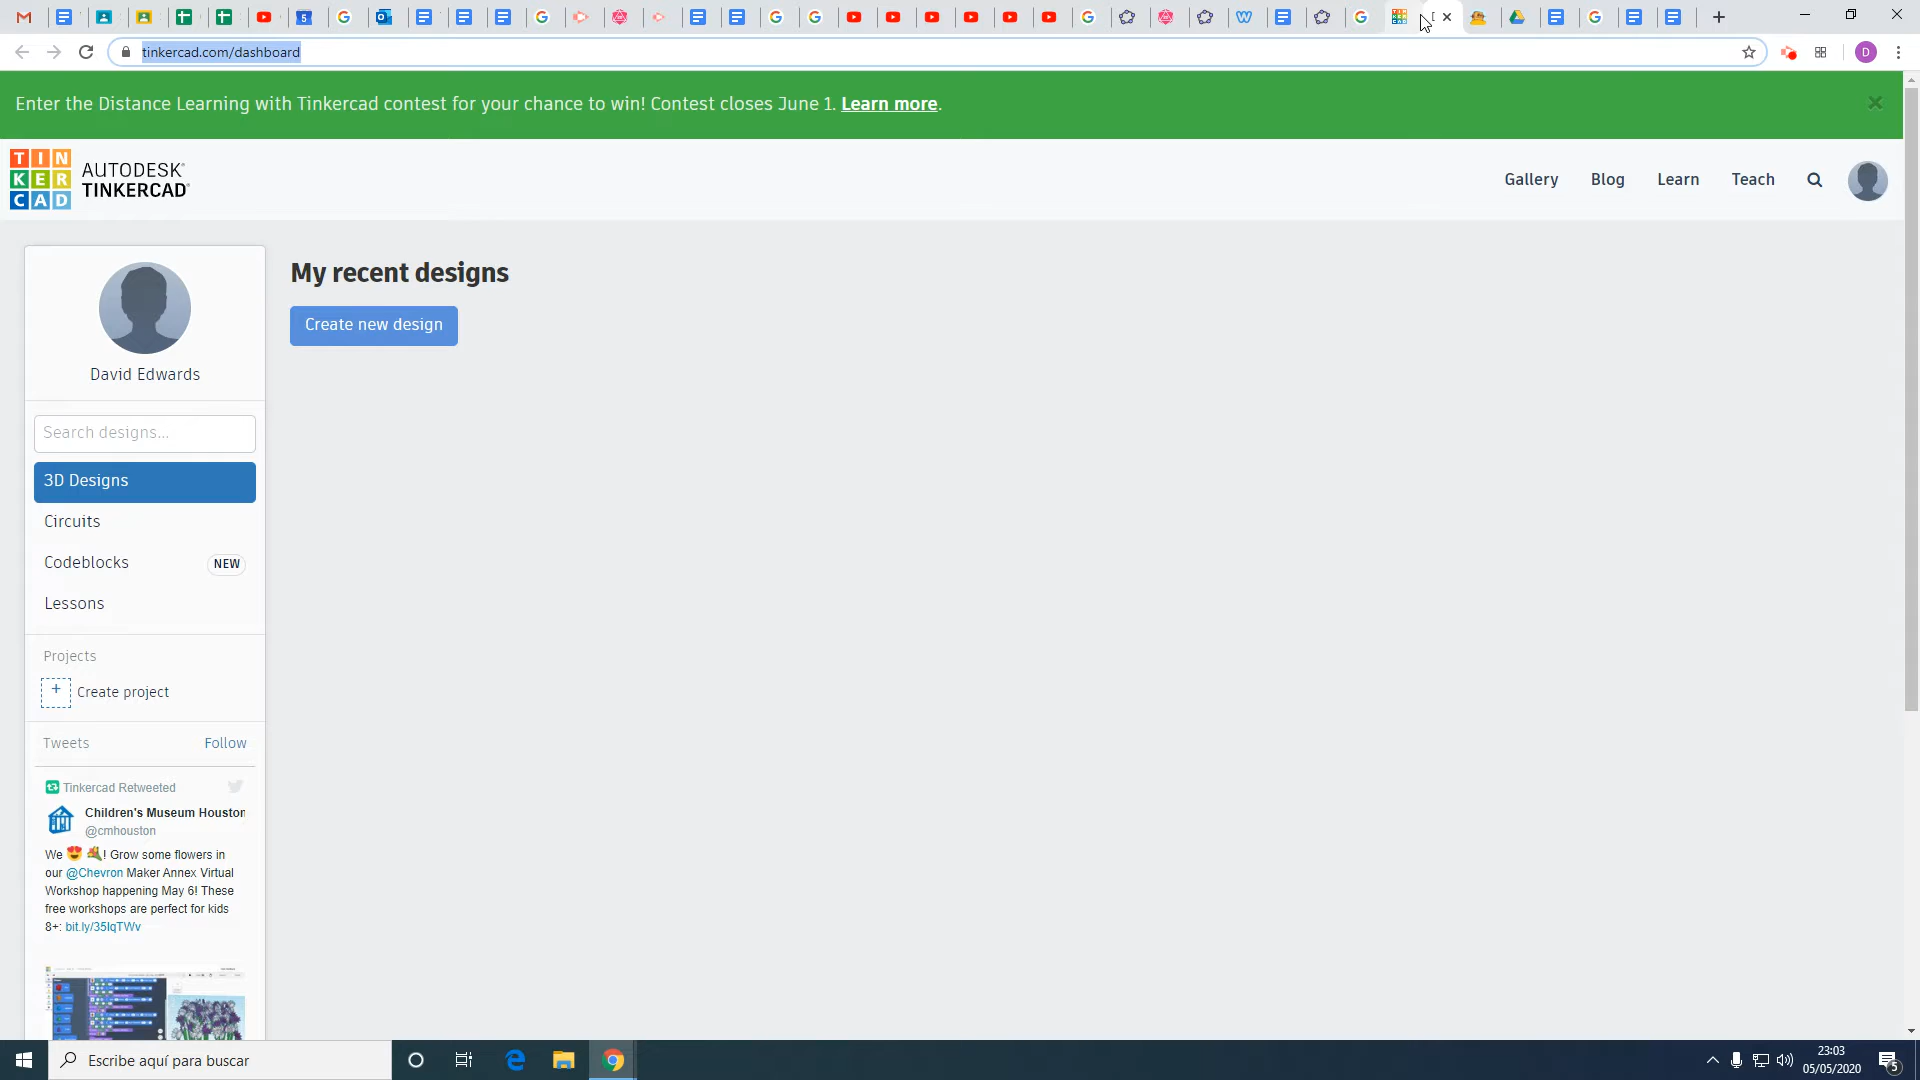 tinkercad.com/dashboard
D
Enter the Distance Learning with Tinkercad contest for your chance to win! Contest closes June 1. Learn more.
TIN
KER
CAD
AUTODESK®
TINKERCAD®
Gallery
Blog
Learn
Teach
David Edwards
Search designs...
3D Designs
Circuits
Codeblocks
NEW
Lessons
Projects
+ Create project
Tweets
Follow
Tinkercad Retweeted
Children's Museum Houston
@cmhouston
We 😍 💐! Grow some flowers in
our @Chevron Maker Annex Virtual
Workshop happening May 6! These
free workshops are perfect for kids
8+: bit.ly/35IqTWv
My recent designs
Create new design
Escribe aquí para buscar
23:03
05/05/2020
5